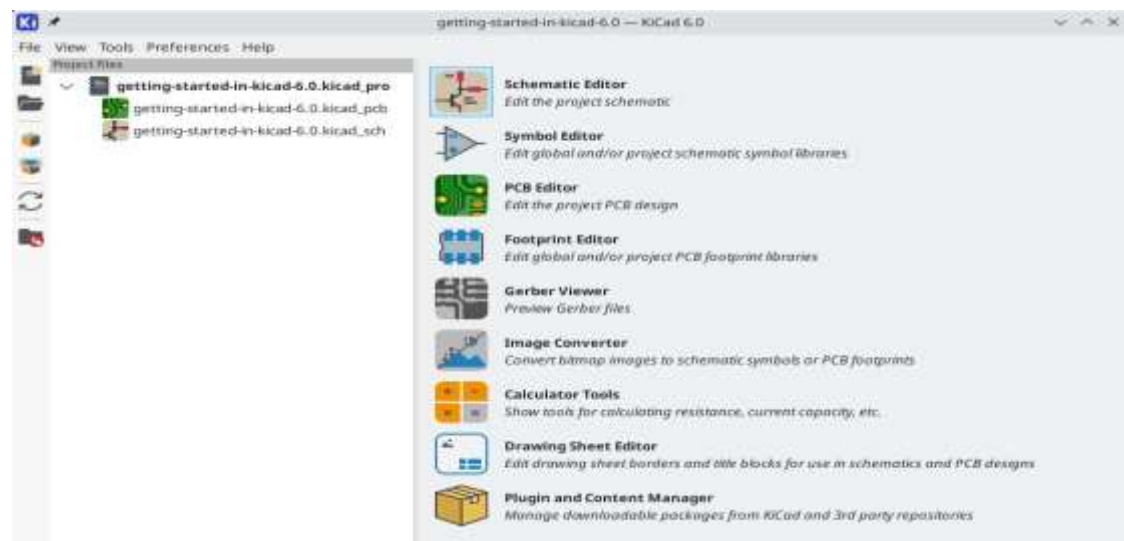 Ki getting-started-in-kicad-6.0 — KiCad 6.0
File View Tools Preferences Help
Project Files
getting-started-in-kicad-6.0.kicad_pro
getting-started-in-kicad-6.0.kicad_pcb
getting-started-in-kicad-6.0.kicad_sch
Schematic Editor
Edit the project schematic
Symbol Editor
Edit global and/or project schematic symbol libraries
PCB Editor
Edit the project PCB design
Footprint Editor
Edit global and/or project PCB footprint libraries
Gerber Viewer
Preview Gerber files
Image Converter
Convert bitmap images to schematic symbols or PCB footprints
Calculator Tools
Show tools for calculating resistance, current capacity, etc.
Drawing Sheet Editor
Edit drawing sheet borders and title blocks for use in schematics and PCB designs
Plugin and Content Manager
Manage downloadable packages from KiCad and 3rd party repositories